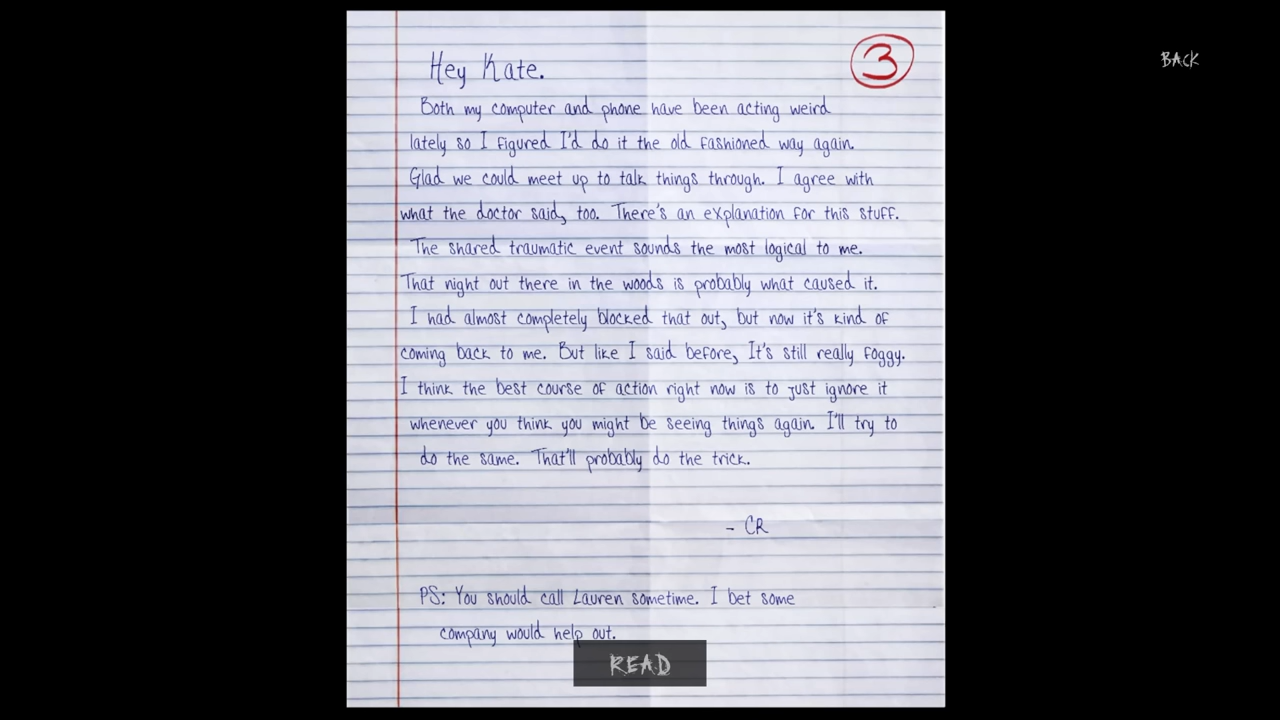 Hey Kate.
3
BACK
Both my computer and phone have been acting weird
lately so I figured I'd do it the old fashioned way again.
Glad we could meet up to talk things through. I agree with
what the doctor said, too. There's an explanation for this stuff.
The shared traumatic event sounds the most logical to me.
That night out there in the woods is probably what caused it.
I had almost completely blocked that out, but now it's kind of
coming back to me. But like I said before, It's still really foggy.
I think the best course of action right now is to just ignore it
whenever you think you might be seeing things again. I'll try to
do the same. That'll probably do the trick.
- CR
PS: You should call Lauren sometime. I bet some
company would help out.
READ